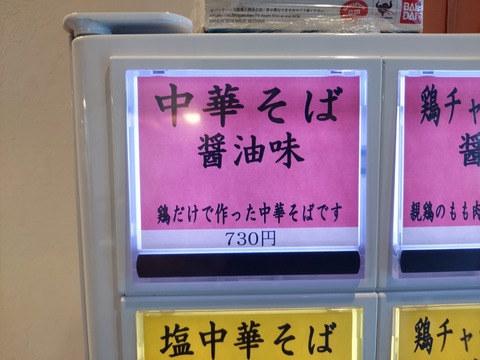 BAN
DAI
中華そば
醤油味
鶏だけで作った中華そばです
730円
鶏チャ
醤
親鶏のもも肉
塩中華そば
鶏チャ